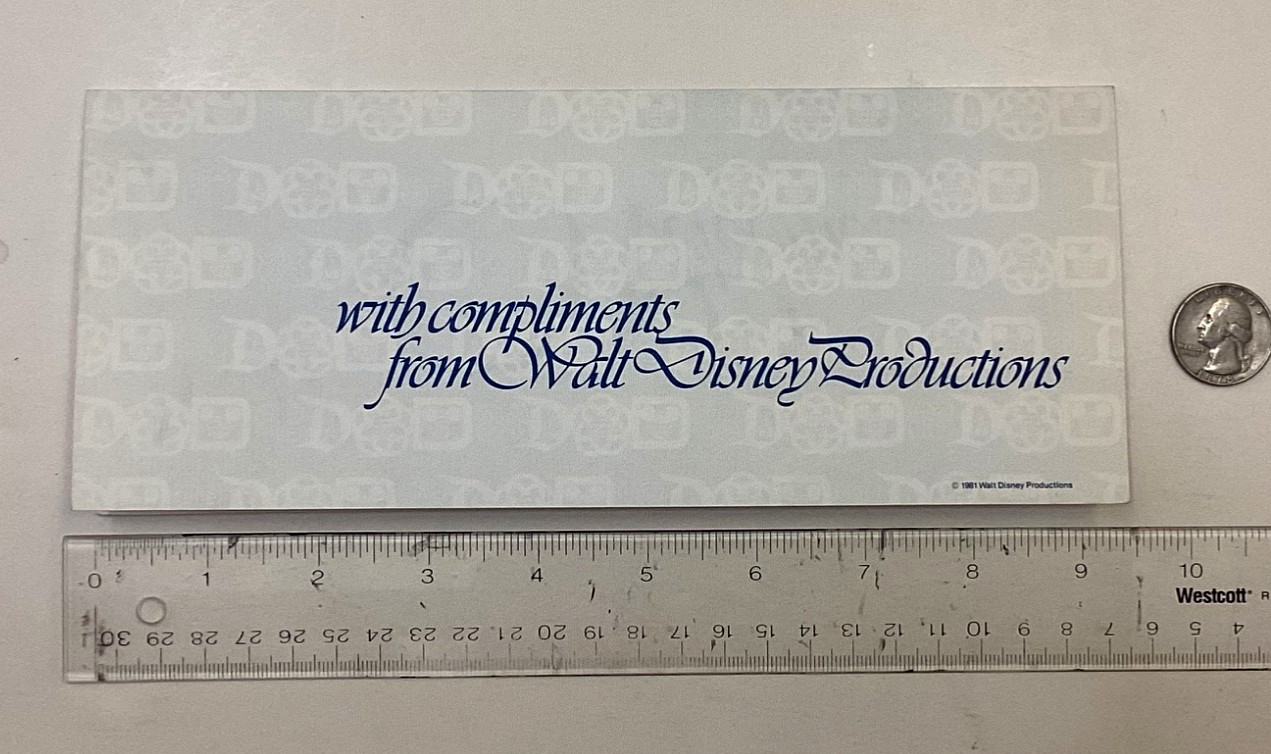 with compliments
from Walt Disney Productions
© 1981 Walt Disney Productions
0 1 2 3 4 5 6 7 8 9 10
Westcott® R
30 29 28 27 26 25 24 23 22 21 20 19 18 17 16 15 14 13 12 11 10 9 8 7 6 5 4